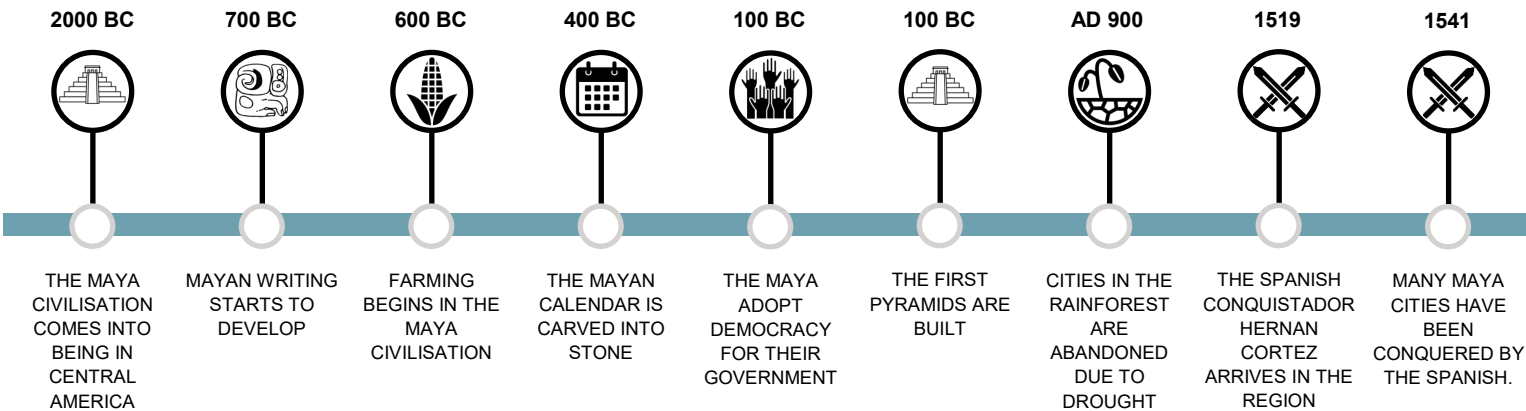 2000 BC
700 BC
600 BC
400 BC
100 BC
100 BC
AD 900
1519
1541
THE MAYA
CIVILISATION
COMES INTO
BEING IN
CENTRAL
AMERICA
MAYAN WRITING
STARTS TO
DEVELOP
FARMING
BEGINS IN THE
MAYA
CIVILISATION
THE MAYAN
CALENDAR IS
CARVED INTO
STONE
THE MAYA
ADOPT
DEMOCRACY
FOR THEIR
GOVERNMENT
THE FIRST
PYRAMIDS ARE
BUILT
CITIES IN THE
RAINFOREST
ARE
ABANDONED
DUE TO
DROUGHT
THE SPANISH
CONQUISTADOR
HERNAN
CORTEZ
ARRIVES IN THE
REGION
MANY MAYA
CITIES HAVE
BEEN
CONQUERED BY
THE SPANISH.